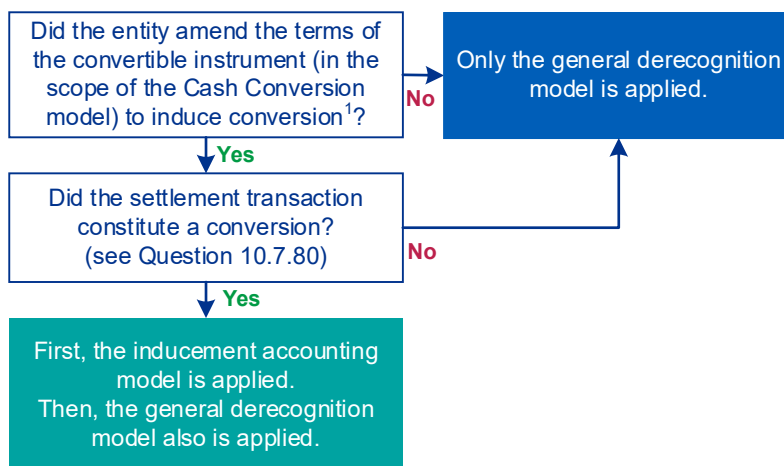 Did the entity amend the terms
of the convertible instrument (in
the scope of the Cash Conversion
model) to induce conversion¹?
No
Only the general derecognition
model is applied.
Yes
Did the settlement transaction
constitute a conversion?
(see Question 10.7.80)
No
Yes
First, the inducement accounting
model is applied.
Then, the general derecognition
model also is applied.